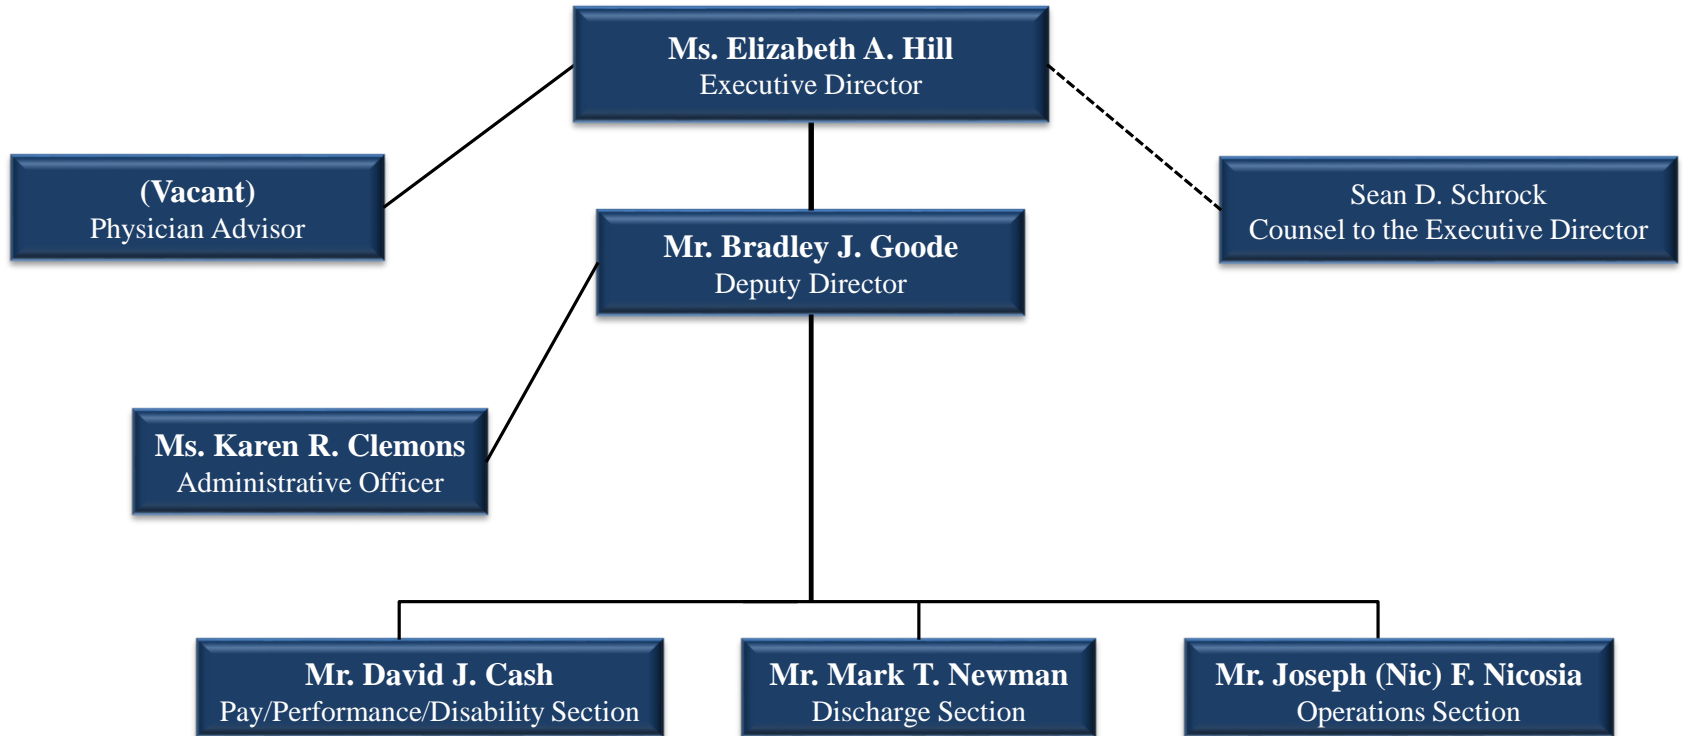 Ms. Elizabeth A. Hill
Executive Director
(Vacant)
Physician Advisor
Sean D. Schrock
Counsel to the Executive Director
Mr. Bradley J. Goode
Deputy Director
Ms. Karen R. Clemons
Administrative Officer
Mr. David J. Cash
Pay/Performance/Disability Section
Mr. Mark T. Newman
Discharge Section
Mr. Joseph (Nic) F. Nicosia
Operations Section